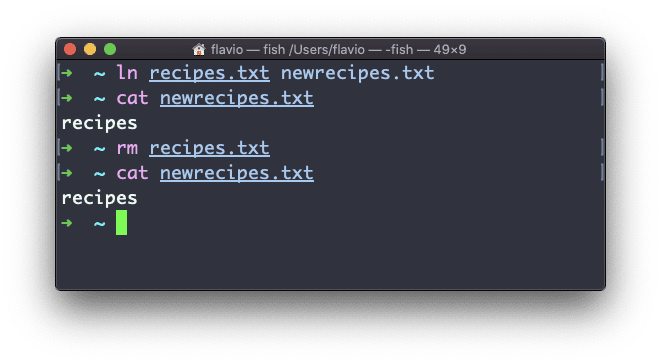 flavio — fish /Users/flavio — -fish — 49×9
➜ ~ ln recipes.txt newrecipes.txt
➜ ~ cat newrecipes.txt
recipes
➜ ~ rm recipes.txt
➜ ~ cat newrecipes.txt
recipes
➜ ~